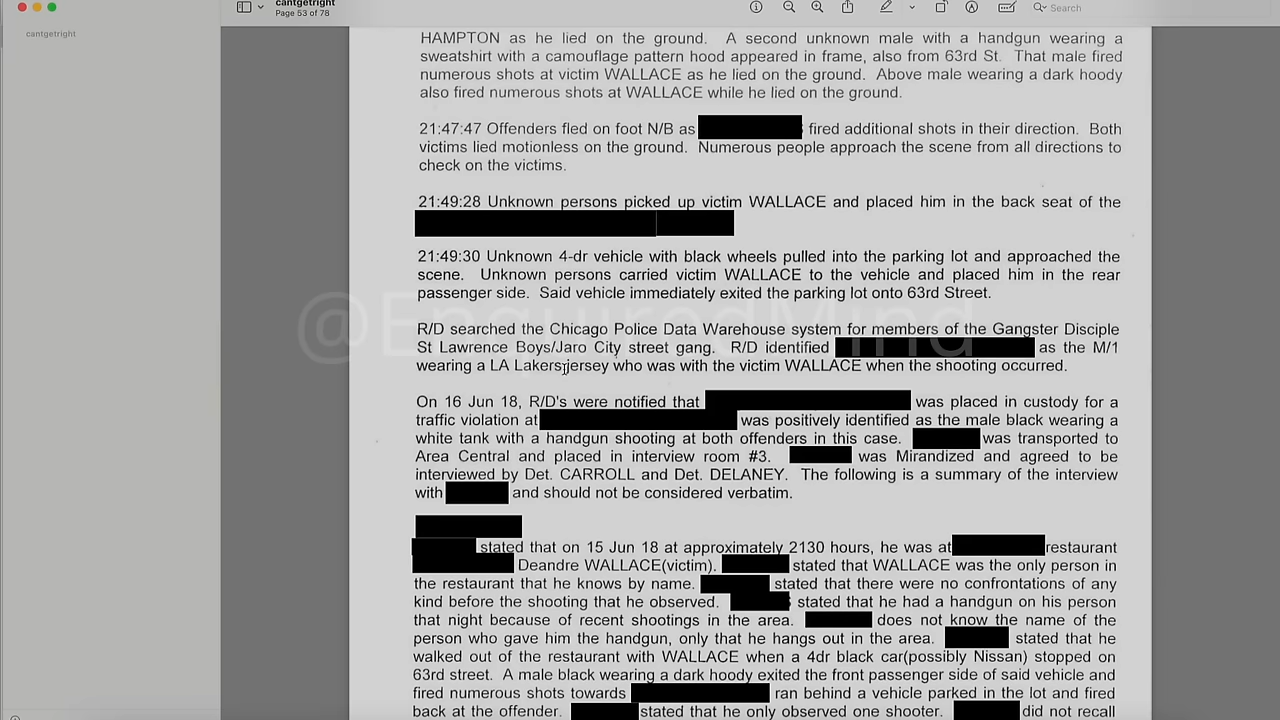 cantgetright
Page 53 of 78
Search
cantgetright
HAMPTON as he lied on the ground. A second unknown male with a handgun wearing a
sweatshirt with a camouflage pattern hood appeared in frame, also from 63rd St. That male fired
numerous shots at victim WALLACE as he lied on the ground. Above male wearing a dark hoody
also fired numerous shots at WALLACE while he lied on the ground.
21:47:47 Offenders fled on foot N/B as fired additional shots in their direction. Both
victims lied motionless on the ground. Numerous people approach the scene from all directions to
check on the victims.
21:49:28 Unknown persons picked up victim WALLACE and placed him in the back seat of the
21:49:30 Unknown 4-dr vehicle with black wheels pulled into the parking lot and approached the
scene. Unknown persons carried victim WALLACE to the vehicle and placed him in the rear
passenger side. Said vehicle immediately exited the parking lot onto 63rd Street.
@EnquiredMind
R/D searched the Chicago Police Data Warehouse system for members of the Gangster Disciple
St Lawrence Boys/Jaro City street gang. R/D identified as the M/1
wearing a LA Lakers jersey who was with the victim WALLACE when the shooting occurred.
On 16 Jun 18, R/D's were notified that was placed in custody for a
traffic violation at was positively identified as the male black wearing a
white tank with a handgun shooting at both offenders in this case. was transported to
Area Central and placed in interview room #3. was Mirandized and agreed to be
interviewed by Det. CARROLL and Det. DELANEY. The following is a summary of the interview
with and should not be considered verbatim.
stated that on 15 Jun 18 at approximately 2130 hours, he was at restaurant
Deandre WALLACE(victim). stated that WALLACE was the only person in
the restaurant that he knows by name. stated that there were no confrontations of any
kind before the shooting that he observed. stated that he had a handgun on his person
that night because of recent shootings in the area. does not know the name of the
person who gave him the handgun, only that he hangs out in the area. stated that he
walked out of the restaurant with WALLACE when a 4dr black car(possibly Nissan) stopped on
63rd street. A male black wearing a dark hoody exited the front passenger side of said vehicle and
fired numerous shots towards ran behind a vehicle parked in the lot and fired
back at the offender. stated that he only observed one shooter. did not recall